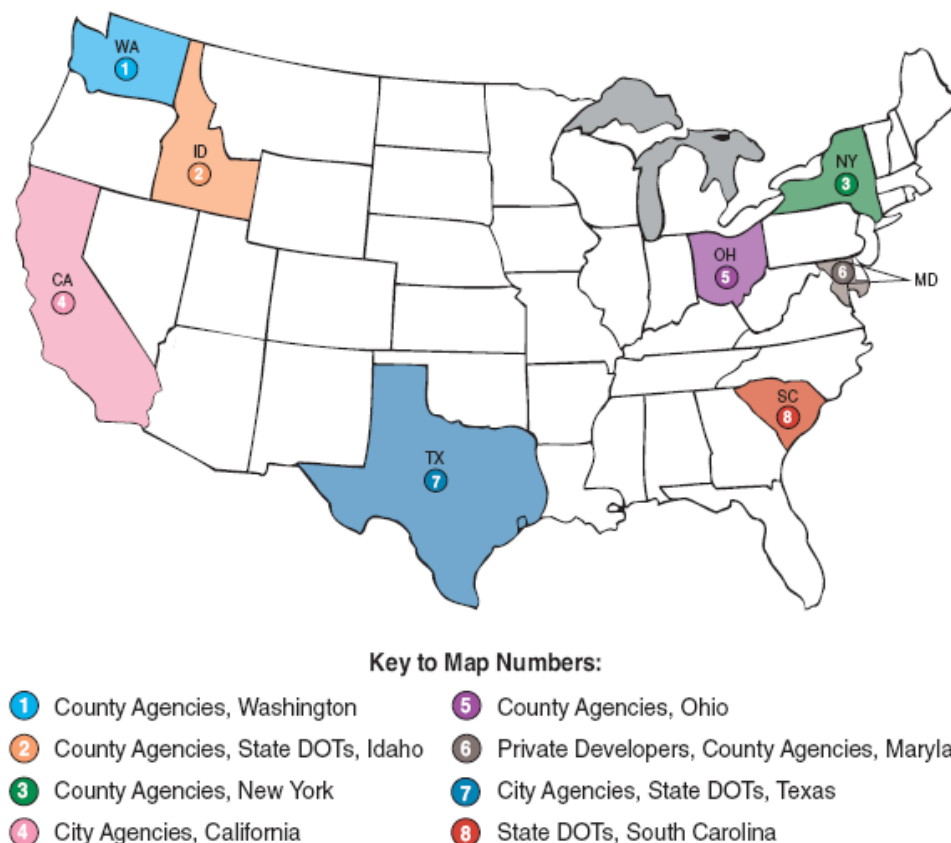 WA
1
ID
2
NY
3
CA
4
OH
5
6
MD
SC
8
TX
7
Key to Map Numbers:
1 County Agencies, Washington
2 County Agencies, State DOTs, Idaho
3 County Agencies, New York
4 City Agencies, California
5 County Agencies, Ohio
6 Private Developers, County Agencies, Maryla
7 City Agencies, State DOTs, Texas
8 State DOTs, South Carolina